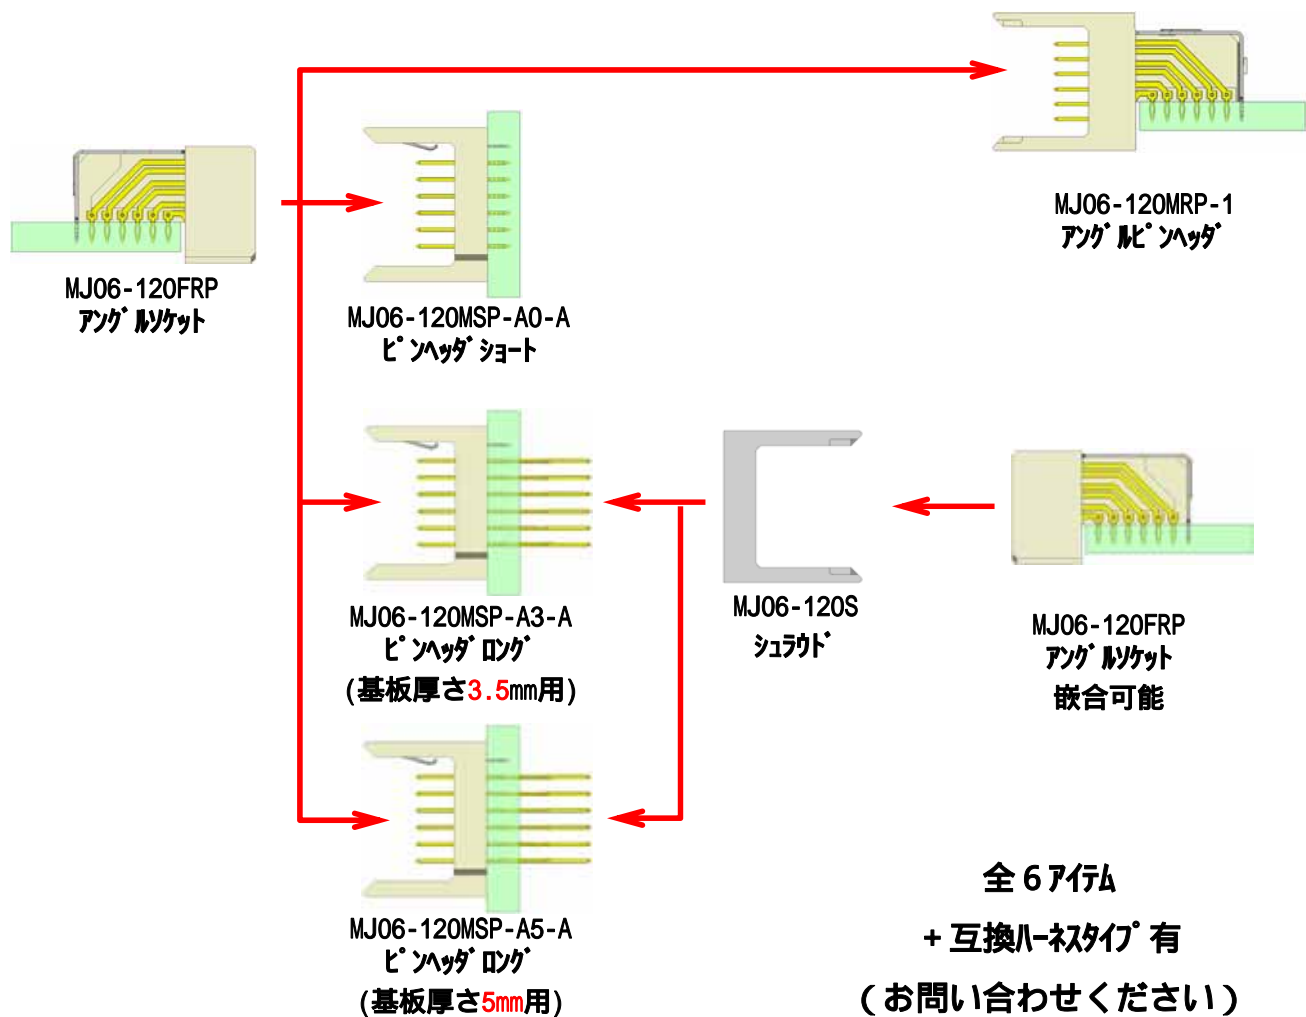 MJ06-120MRP-1
ｱﾝｸﾞﾙﾋﾟﾝﾍｯﾀﾞ
MJ06-120FRP
ｱﾝｸﾞﾙｿｹｯﾄ
MJ06-120MSP-A0-A
ﾋﾟﾝﾍｯﾀﾞｼｮｰﾄ
MJ06-120MSP-A3-A
ﾋﾟﾝﾍｯﾀﾞﾛﾝｸﾞ
(基板厚さ3.5mm用)
MJ06-120S
ｼｭﾗｳﾄﾞ
MJ06-120FRP
ｱﾝｸﾞﾙｿｹｯﾄ
嵌合可能
MJ06-120MSP-A5-A
ﾋﾟﾝﾍｯﾀﾞﾛﾝｸﾞ
(基板厚さ5mm用)
全6ｱｲﾃﾑ
+互換ﾊｰﾈｽﾀｲﾌﾟ有
(お問い合わせください)